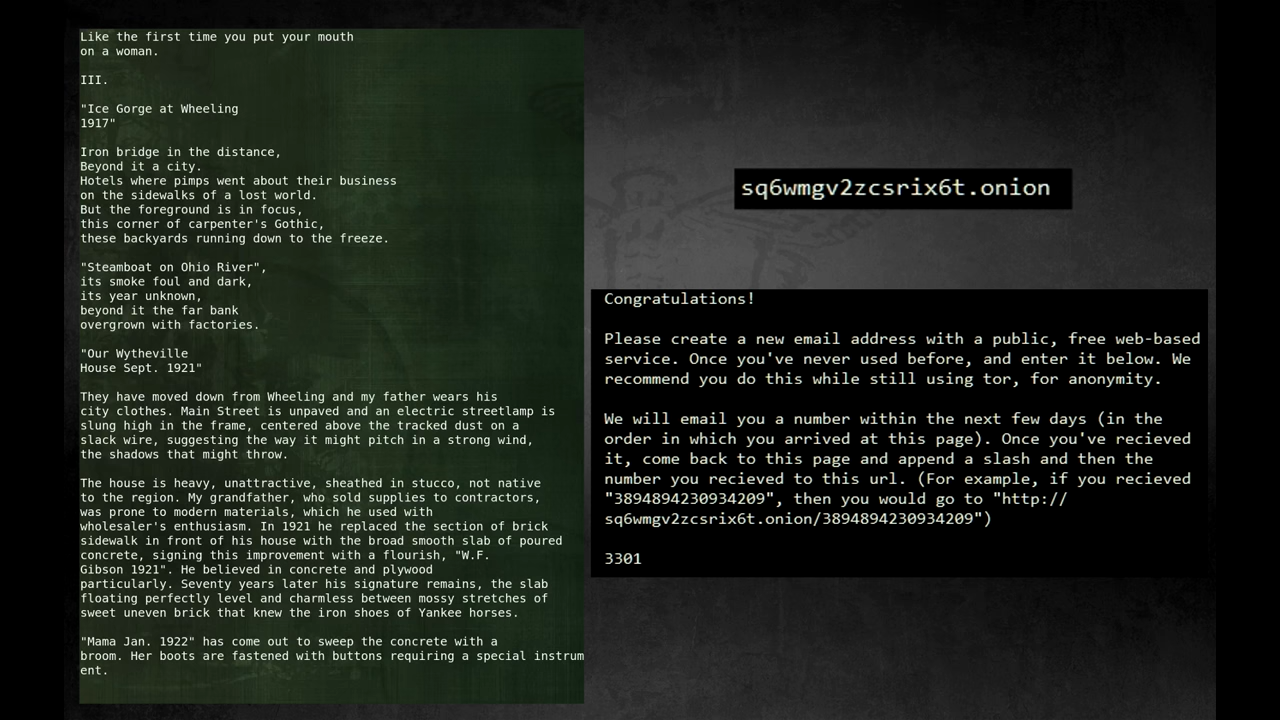 Like the first time you put your mouth
on a woman.
III.
"Ice Gorge at Wheeling
1917"
Iron bridge in the distance,
Beyond it a city.
Hotels where pimps went about their business
on the sidewalks of a lost world.
But the foreground is in focus,
this corner of carpenter's Gothic,
these backyards running down to the freeze.
"Steamboat on Ohio River",
its smoke foul and dark,
its year unknown,
beyond it the far bank
overgrown with factories.
"Our Wytheville
House Sept. 1921"
They have moved down from Wheeling and my father wears his
city clothes. Main Street is unpaved and an electric streetlamp is
slung high in the frame, centered above the tracked dust on a
slack wire, suggesting the way it might pitch in a strong wind,
the shadows that might throw.
The house is heavy, unattractive, sheathed in stucco, not native
to the region. My grandfather, who sold supplies to contractors,
was prone to modern materials, which he used with
wholesaler's enthusiasm. In 1921 he replaced the section of brick
sidewalk in front of his house with the broad smooth slab of poured
concrete, signing this improvement with a flourish, "W.F.
Gibson 1921". He believed in concrete and plywood
particularly. Seventy years later his signature remains, the slab
floating perfectly level and charmless between mossy stretches of
sweet uneven brick that knew the iron shoes of Yankee horses.
"Mama Jan. 1922" has come out to sweep the concrete with a
broom. Her boots are fastened with buttons requiring a special instrum
ent.
sq6wmgv2zcsrix6t.onion
Congratulations!
Please create a new email address with a public, free web-based
service. Once you've never used before, and enter it below. We
recommend you do this while still using tor, for anonymity.
We will email you a number within the next few days (in the
order in which you arrived at this page). Once you've recieved
it, come back to this page and append a slash and then the
number you recieved to this url. (For example, if you recieved
"3894894230934209", then you would go to "http://
sq6wmgv2zcsrix6t.onion/3894894230934209")
3301